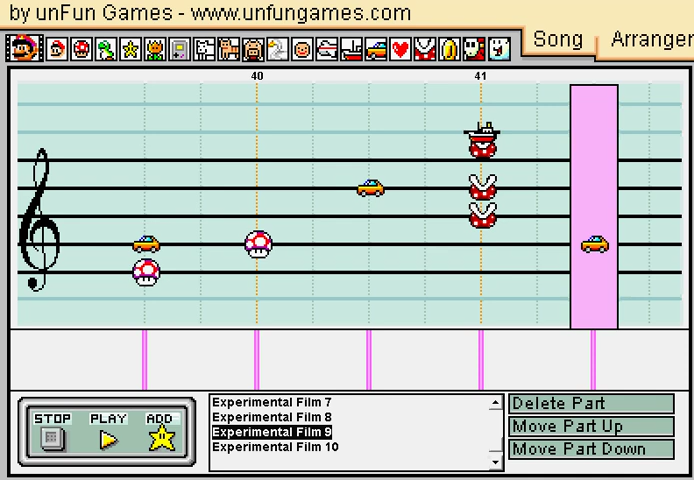 by unFun Games - www.unfungames.com
Song
Arranger
40
41
STOP PLAY ADD
Experimental Film 7
Experimental Film 8
Experimental Film 9
Experimental Film 10
Delete Part
Move Part Up
Move Part Down